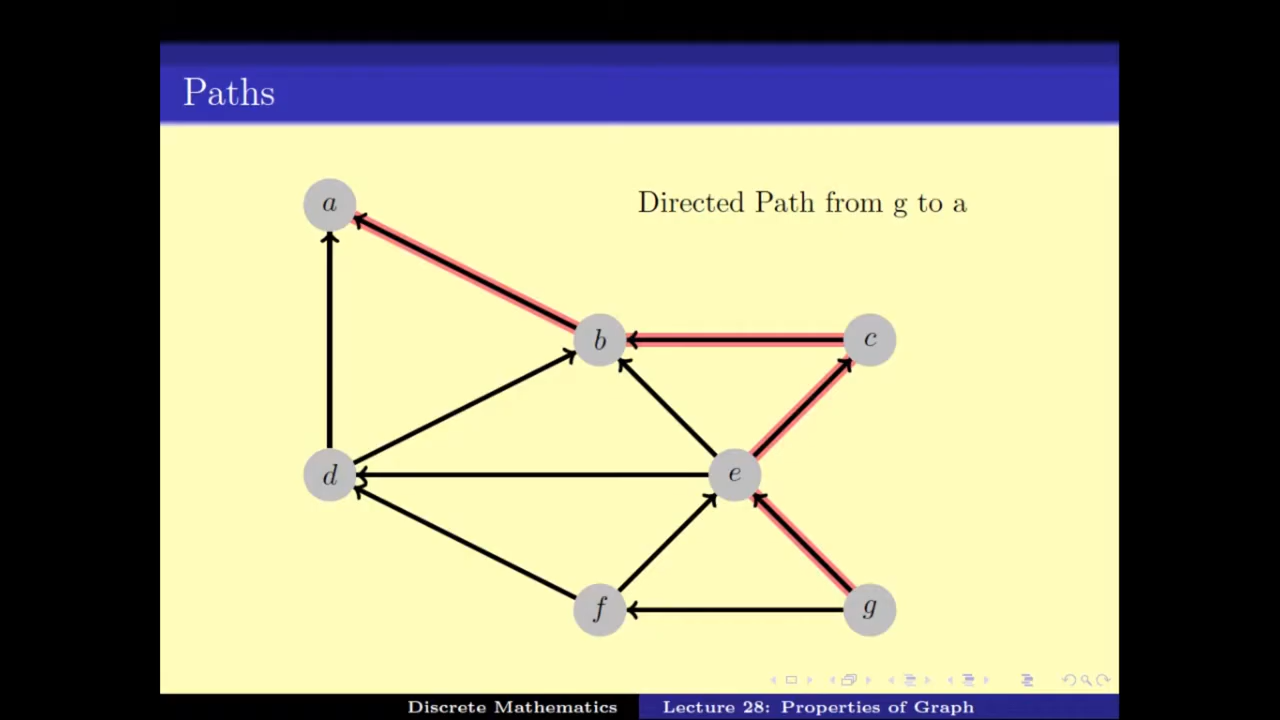 Paths
a
Directed Path from g to a
b
c
d
e
f
g
Discrete Mathematics
Lecture 28: Properties of Graph